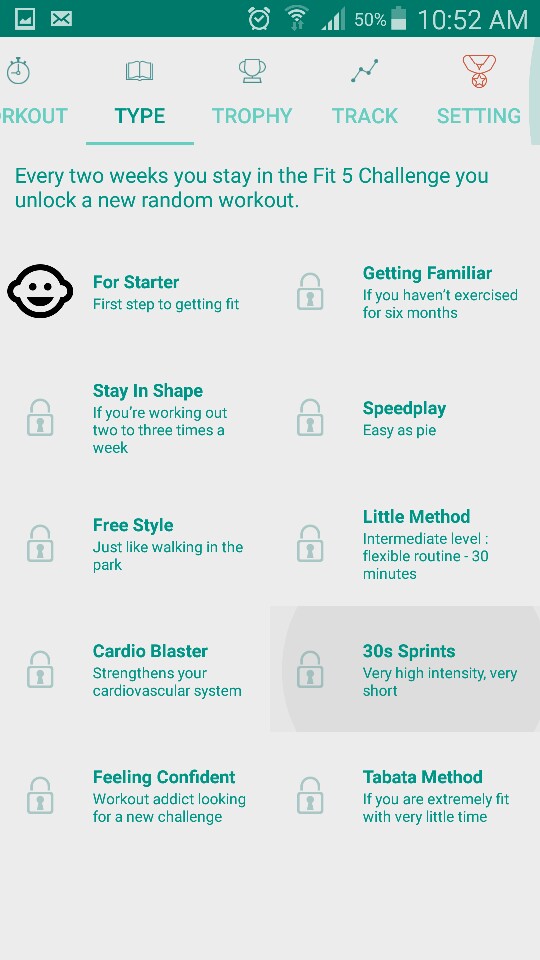 50% 10:52 AM
RKOUT TYPE TROPHY TRACK SETTING
Every two weeks you stay in the Fit 5 Challenge you
unlock a new random workout.
For Starter
First step to getting fit
Getting Familiar
If you haven't exercised
for six months
Stay In Shape
If you're working out
two to three times a
week
Speedplay
Easy as pie
Free Style
Just like walking in the
park
Little Method
Intermediate level :
flexible routine - 30
minutes
Cardio Blaster
Strengthens your
cardiovascular system
30s Sprints
Very high intensity, very
short
Feeling Confident
Workout addict looking
for a new challenge
Tabata Method
If you are extremely fit
with very little time